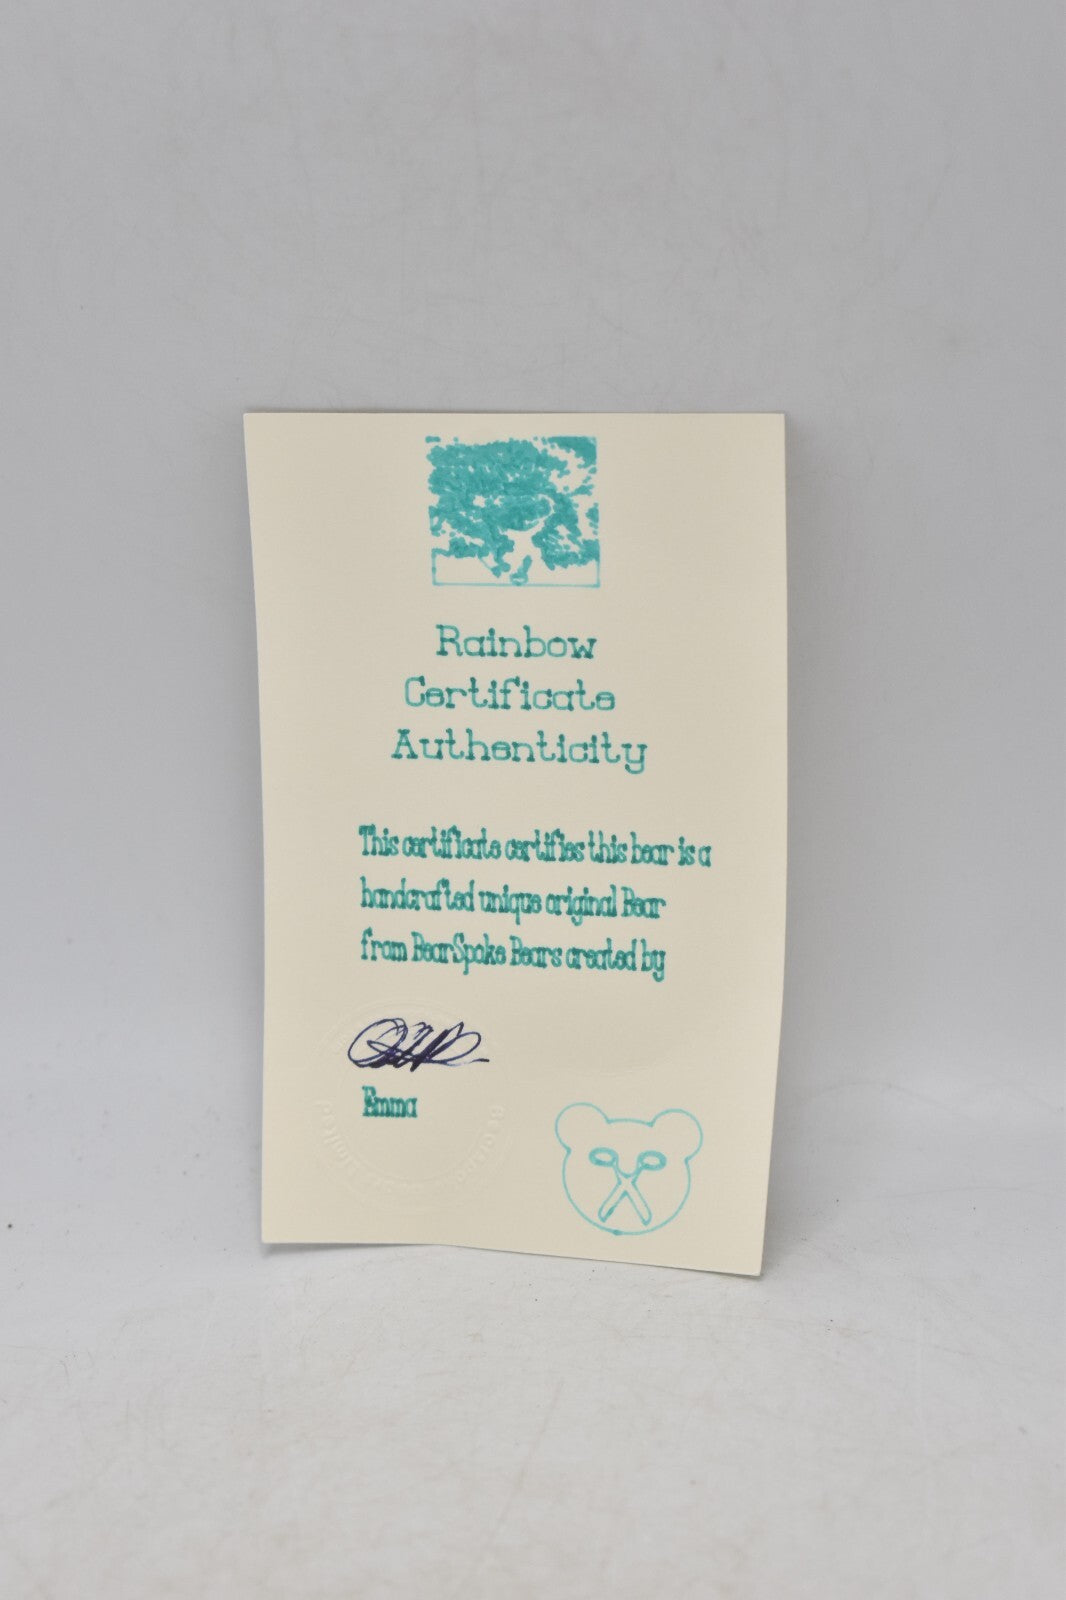 Rainbow
Certificate
Authenticity
This certificate certifies this bear is a
handcrafted unique original Bear
from BearSpoke Bears created by
Emma